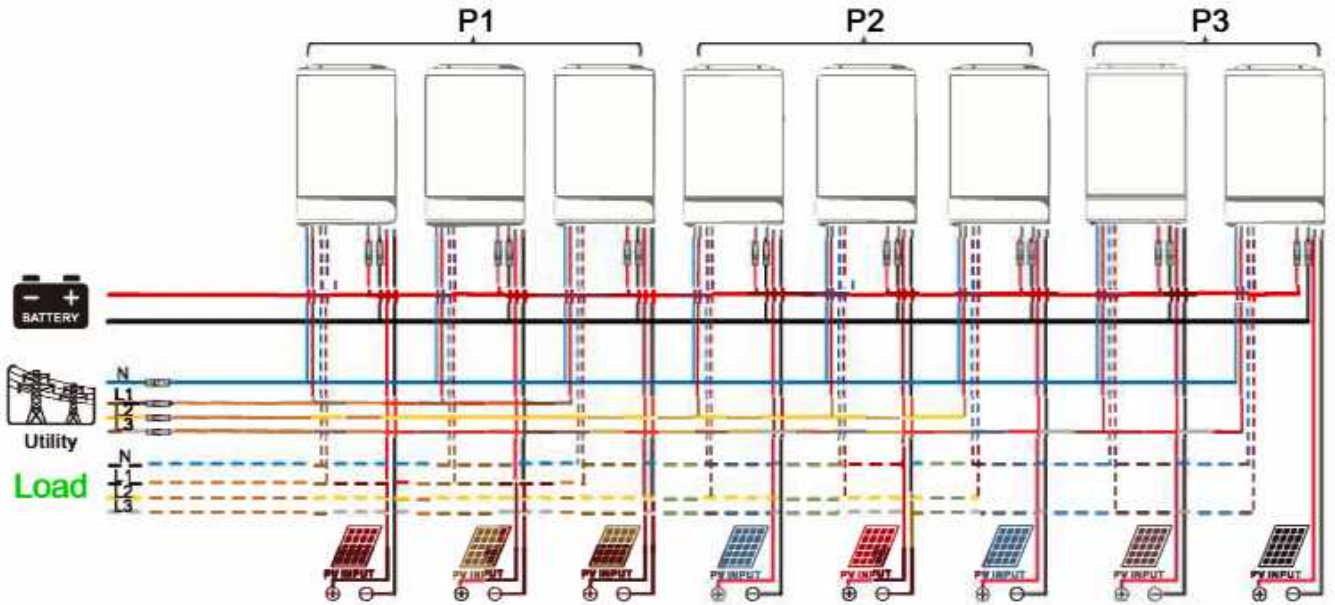 P1 P2 P3
− +
BATTERY
N
L1
L2
L3
Utility
Load
N
L1
L2
L3
PV INPUT PV INPUT PV INPUT PV INPUT PV INPUT PV INPUT PV INPUT PV INPUT